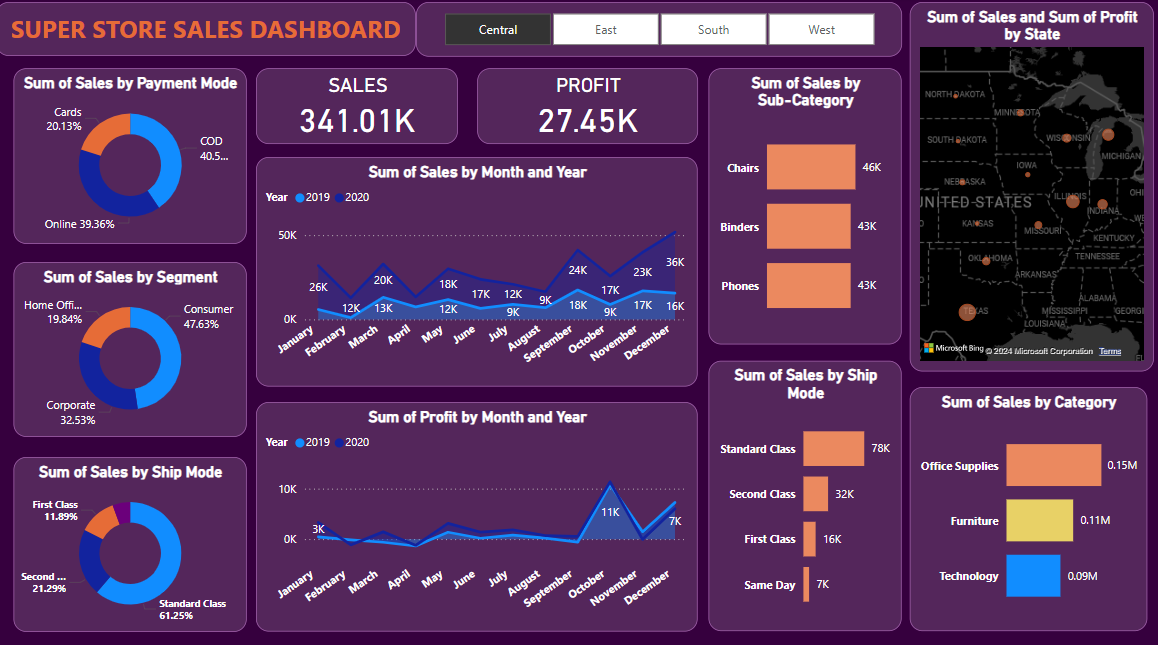 SUPER STORE SALES DASHBOARD
Central
East
South
West
Sum of Sales by Payment Mode
Cards
20.13%
COD
40.5...
Online 39.36%
Sum of Sales by Segment
Home Offi...
19.84%
Consumer
47.63%
Corporate
32.53%
Sum of Sales by Ship Mode
First Class
11.89%
Second ...
21.29%
Standard Class
61.25%
SALES
341.01K
PROFIT
27.45K
Sum of Sales by Month and Year
Year 2019 2020
50K
0K
26K
12K
20K
13K
18K
12K
17K
12K
9K
9K
24K
18K
17K
9K
23K
17K
36K
16K
January
February
March
April
May
June
July
August
September
October
November
December
Sum of Profit by Month and Year
Year 2019 2020
10K
0K
3K
11K
7K
January
February
March
April
May
June
July
August
September
October
November
December
Sum of Sales by
Sub-Category
Chairs 46K
Binders 43K
Phones 43K
Sum of Sales by Ship
Mode
Standard Class 78K
Second Class 32K
First Class 16K
Same Day 7K
Sum of Sales and Sum of Profit
by State
NORTH DAKOTA
MINNESOTA
SOUTH DAKOTA
WISCONSIN
MICHIGAN
IOWA
NEBRASKA
UNITED STATES
ILLINOIS
INDIANA
OHI
KANSAS
MISSOURI
WE
KENTUCKY
OKLAHOMA
TENNESSEE
ARKANSAS
ALABAMA
TEXAS
MISSISSIPPI
GEORGI
LOUISIANA
Microsoft Bing
© 2024 Microsoft Corporation Terms
Sum of Sales by Category
Office Supplies 0.15M
Furniture 0.11M
Technology 0.09M